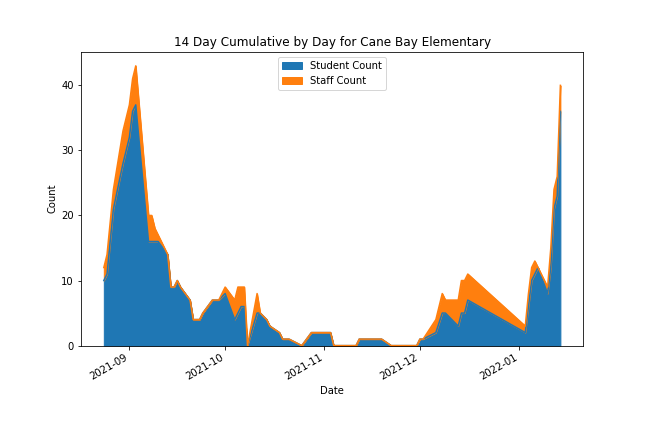 14 Day Cumulative by Day for Cane Bay Elementary
Student Count
Staff Count
40
30
20
10
0
Count
2021-09
2021-10
2021-11
2021-12
2022-01
Date